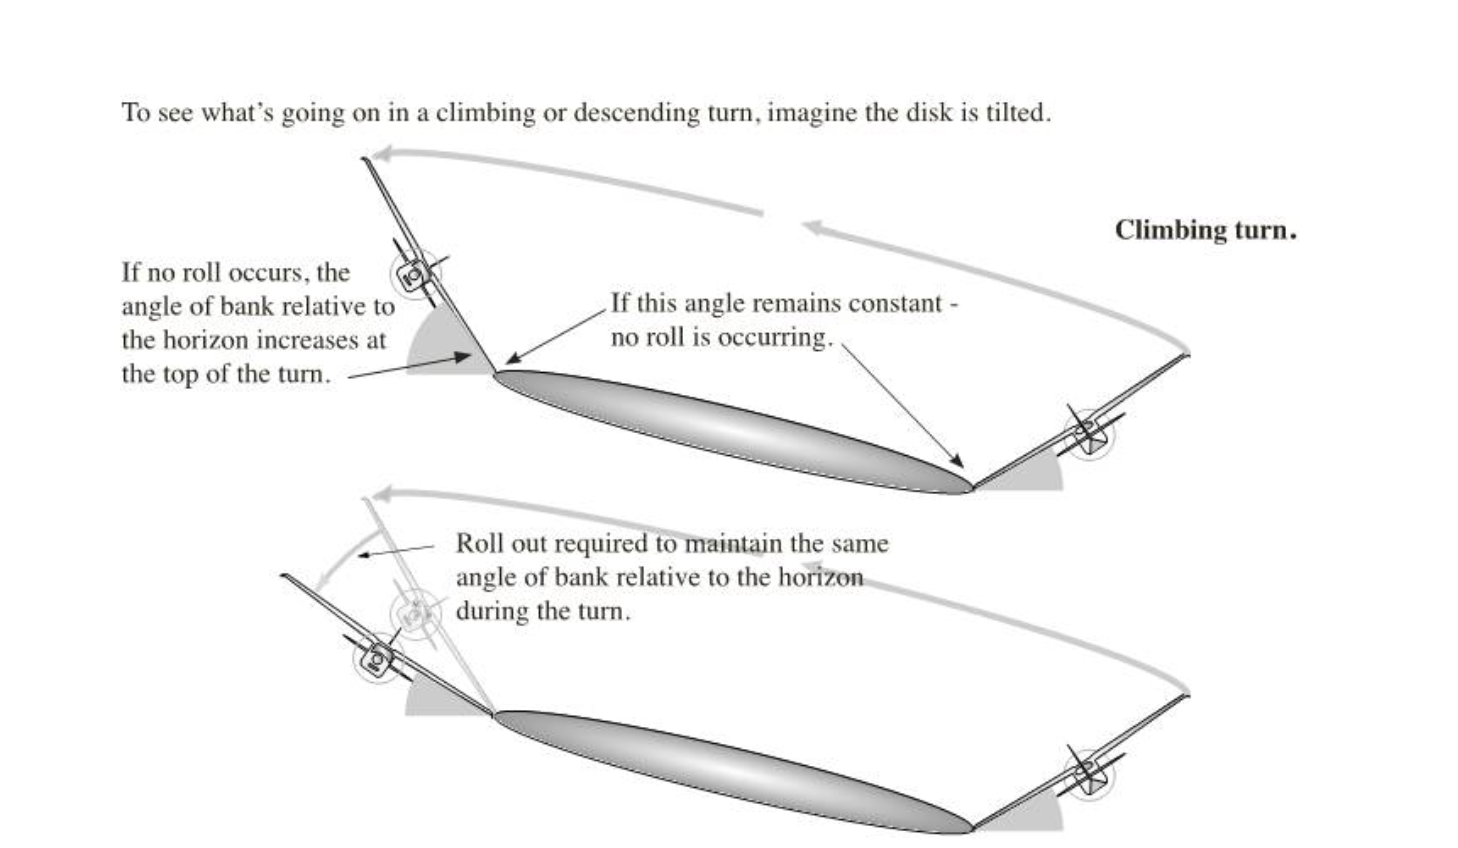 To see what's going on in a climbing or descending turn, imagine the disk is tilted.
Climbing turn.
If no roll occurs, the
angle of bank relative to
the horizon increases at
the top of the turn.
If this angle remains constant -
no roll is occurring.
Roll out required to maintain the same
angle of bank relative to the horizon
during the turn.